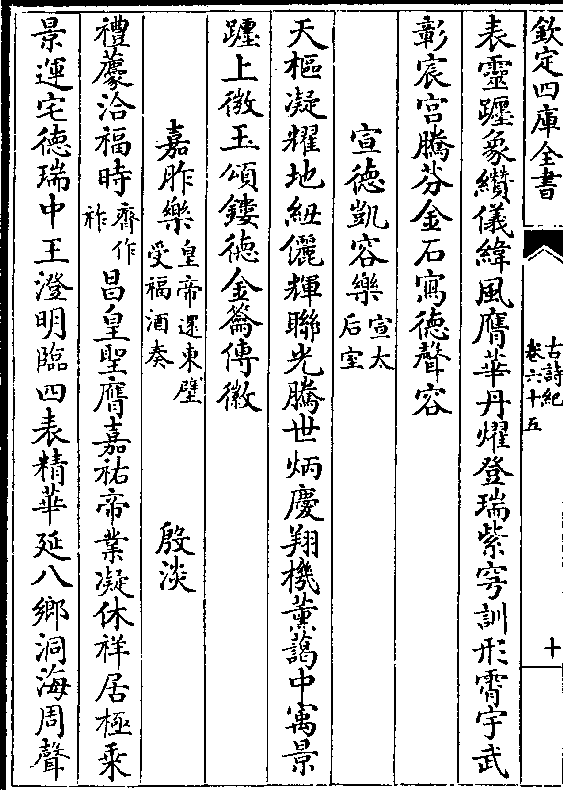 欽定四庫全書
古詩紀
卷六十五
十
表靈躔象纘儀緯風膺華丹燿登瑞紫穹訓形霄宇武
彰宸宫騰芬金石寫德聲容
宣德凱容樂宣太后室
天樞凝耀地紐儷輝聯光騰世炳慶翔機薫藹中寓景
躔上徴玉頌鏤德金籥傳徽
嘉胙樂皇帝還東壁受福酒奏 殷淡
禮薦洽福時齊作祚昌皇聖膺嘉祐帝業凝休祥居極乗
景運宅德瑞中王澄明臨四表精華延八鄉洞海周聲